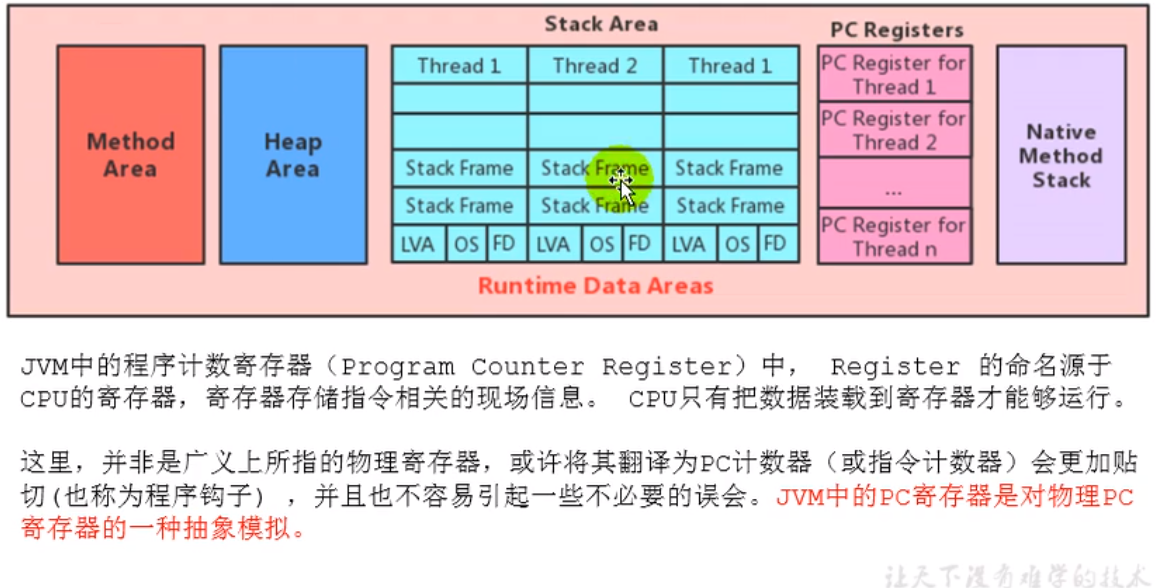 Stack Area
PC Registers
Method
Area
Heap
Area
Thread 1
Thread 2
Thread 1
Stack Frame
Stack Frame
Stack Frame
Stack Frame
Stack Frame
Stack Frame
LVA
OS
FD
LVA
OS
FD
LVA
OS
FD
PC Register for
Thread 1
PC Register for
Thread 2
...
PC Register for
Thread n
Native
Method
Stack
Runtime Data Areas
JVM中的程序计数寄存器（Program Counter Register）中， Register 的命名源于
CPU的寄存器，寄存器存储指令相关的现场信息。 CPU只有把数据装载到寄存器才能够运行。
这里，并非是广义上所指的物理寄存器，或许将其翻译为PC计数器（或指令计数器）会更加贴
切(也称为程序钩子），并且也不容易引起一些不必要的误会。JVM中的PC寄存器是对物理PC
寄存器的一种抽象模拟。
让天下没有难学的技术